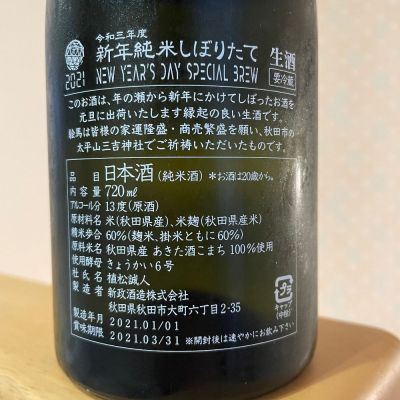 令和三年度
新年純米しぼりたて
生酒
要冷蔵
2021
NEW YEAR'S DAY SPECIAL BREW
このお酒は、年の瀬から新年にかけてしぼったお酒を
元旦に出荷いたします縁起の良い生酒です。
絵馬は皆様の家運隆盛・商売繁盛を願い、秋田市の
太平山三吉神社でご祈祷いただいたものです。
品目 日本酒(純米酒) *お酒は20歳から。
内容量 720ml
アルコール分 13度(原酒)
原材料名 米(秋田県産)、米麹(秋田県産米)
精米歩合 60%(麹米、掛米ともに60%)
原料米名 秋田県産 あきた酒こまち 100%使用
使用酵母 きょうかい6号
杜氏名 植松誠人
製造者 新政酒造株式会社
秋田県秋田市大町六丁目2-35
製造年月 2021.01/01
賞味期限 2021.03/31 ※開封後は速やかにお飲み下さい
キャップ
(中栓)